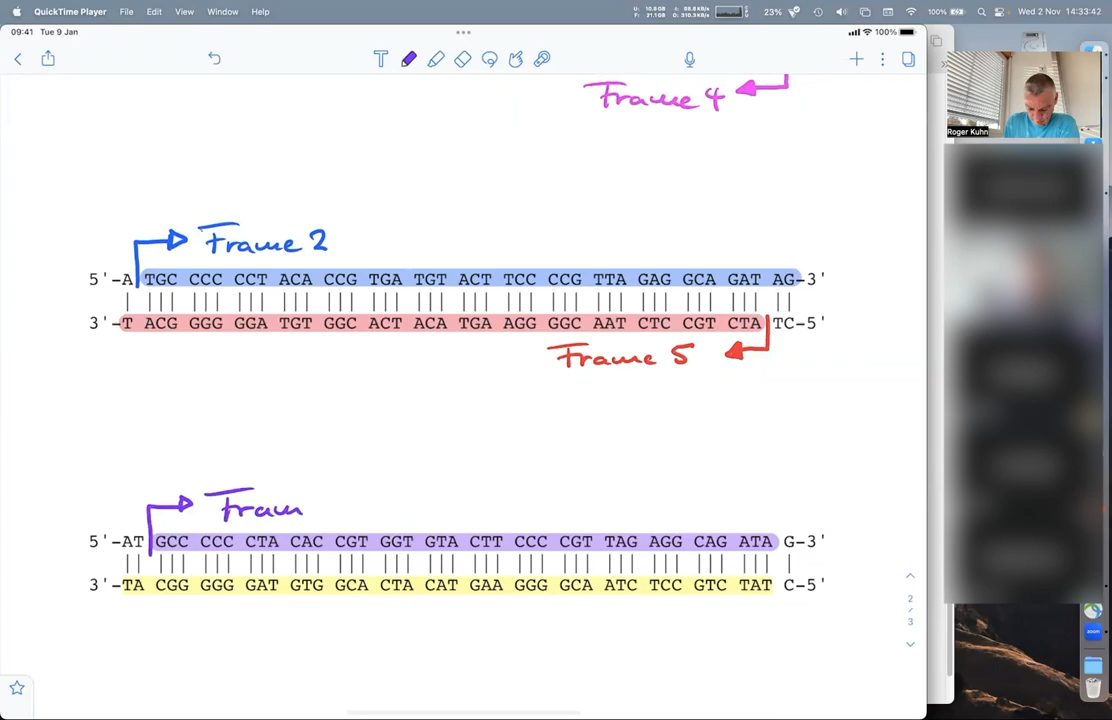 QuickTime Player File Edit View Window Help 23% 100% Wed 2 Nov 14:33:42
09:41 Tue 9 Jan 100%
Frame 4
Roger Kuhn
Frame 2
5'-A TGC CCC CCT ACA CCG TGA TGT ACT TCC CCG TTA GAG GCA GAT AG-3'
3'-T ACG GGG GGA TGT GGC ACT ACA TGA AGG GGC AAT CTC CGT CTA TC-5'
Frame 5
Fram
5'-AT GCC CCC CTA CAC CGT GGT GTA CTT CCC CGT TAG AGG CAG ATA G-3'
3'-TA CGG GGG GAT GTG GCA CTA CAT GAA GGG GCA ATC TCC GTC TAT C-5'
2
/
3
zoom